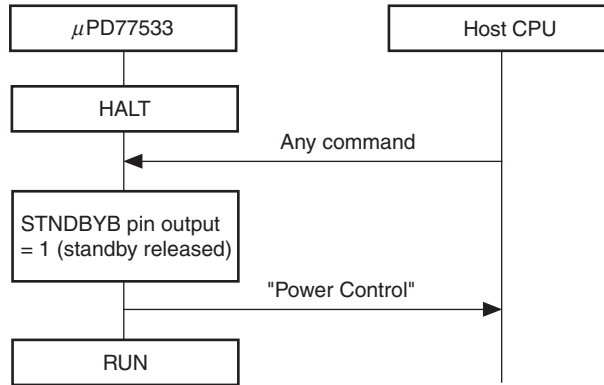 μPD77533
Host CPU
HALT
Any command
STNDBYB pin output
= 1 (standby released)
"Power Control"
RUN